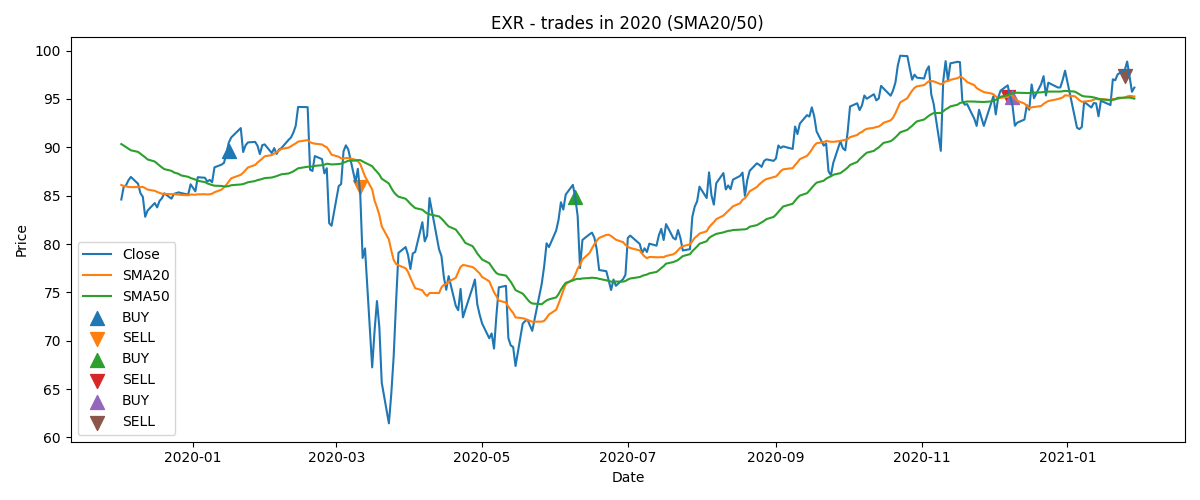 EXR - trades in 2020 (SMA20/50)
Price
100
95
90
85
80
75
70
65
60
Close
SMA20
SMA50
BUY
SELL
BUY
SELL
BUY
SELL
2020-01
2020-03
2020-05
2020-07
2020-09
2020-11
2021-01
Date